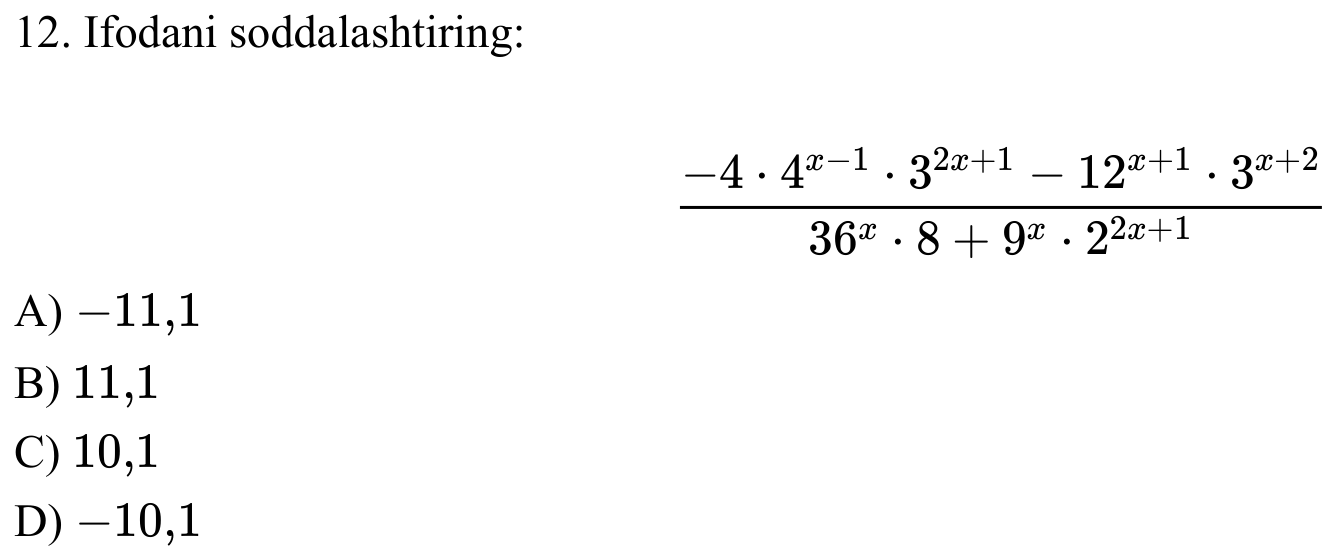 12. Ifodani soddalashtiring:
−4 · 4^{x−1} · 3^{2x+1} − 12^{x+1} · 3^{x+2}
36^x · 8 + 9^x · 2^{2x+1}
A) −11,1
B) 11,1
C) 10,1
D) −10,1